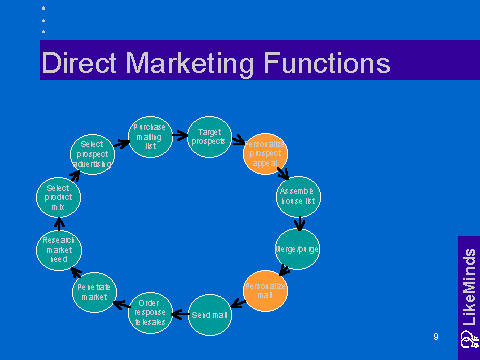 Direct Marketing Functions
Purchase
mailing
list
Target
prospects
Personalize
prospect
appeal
Assemble
house list
Merge/purge
Personalize
mail
Send mail
Order
response
telesales
Penetrate
market
Research
market
need
Select
product
mix
Select
prospect
advertising
LikeMinds
9